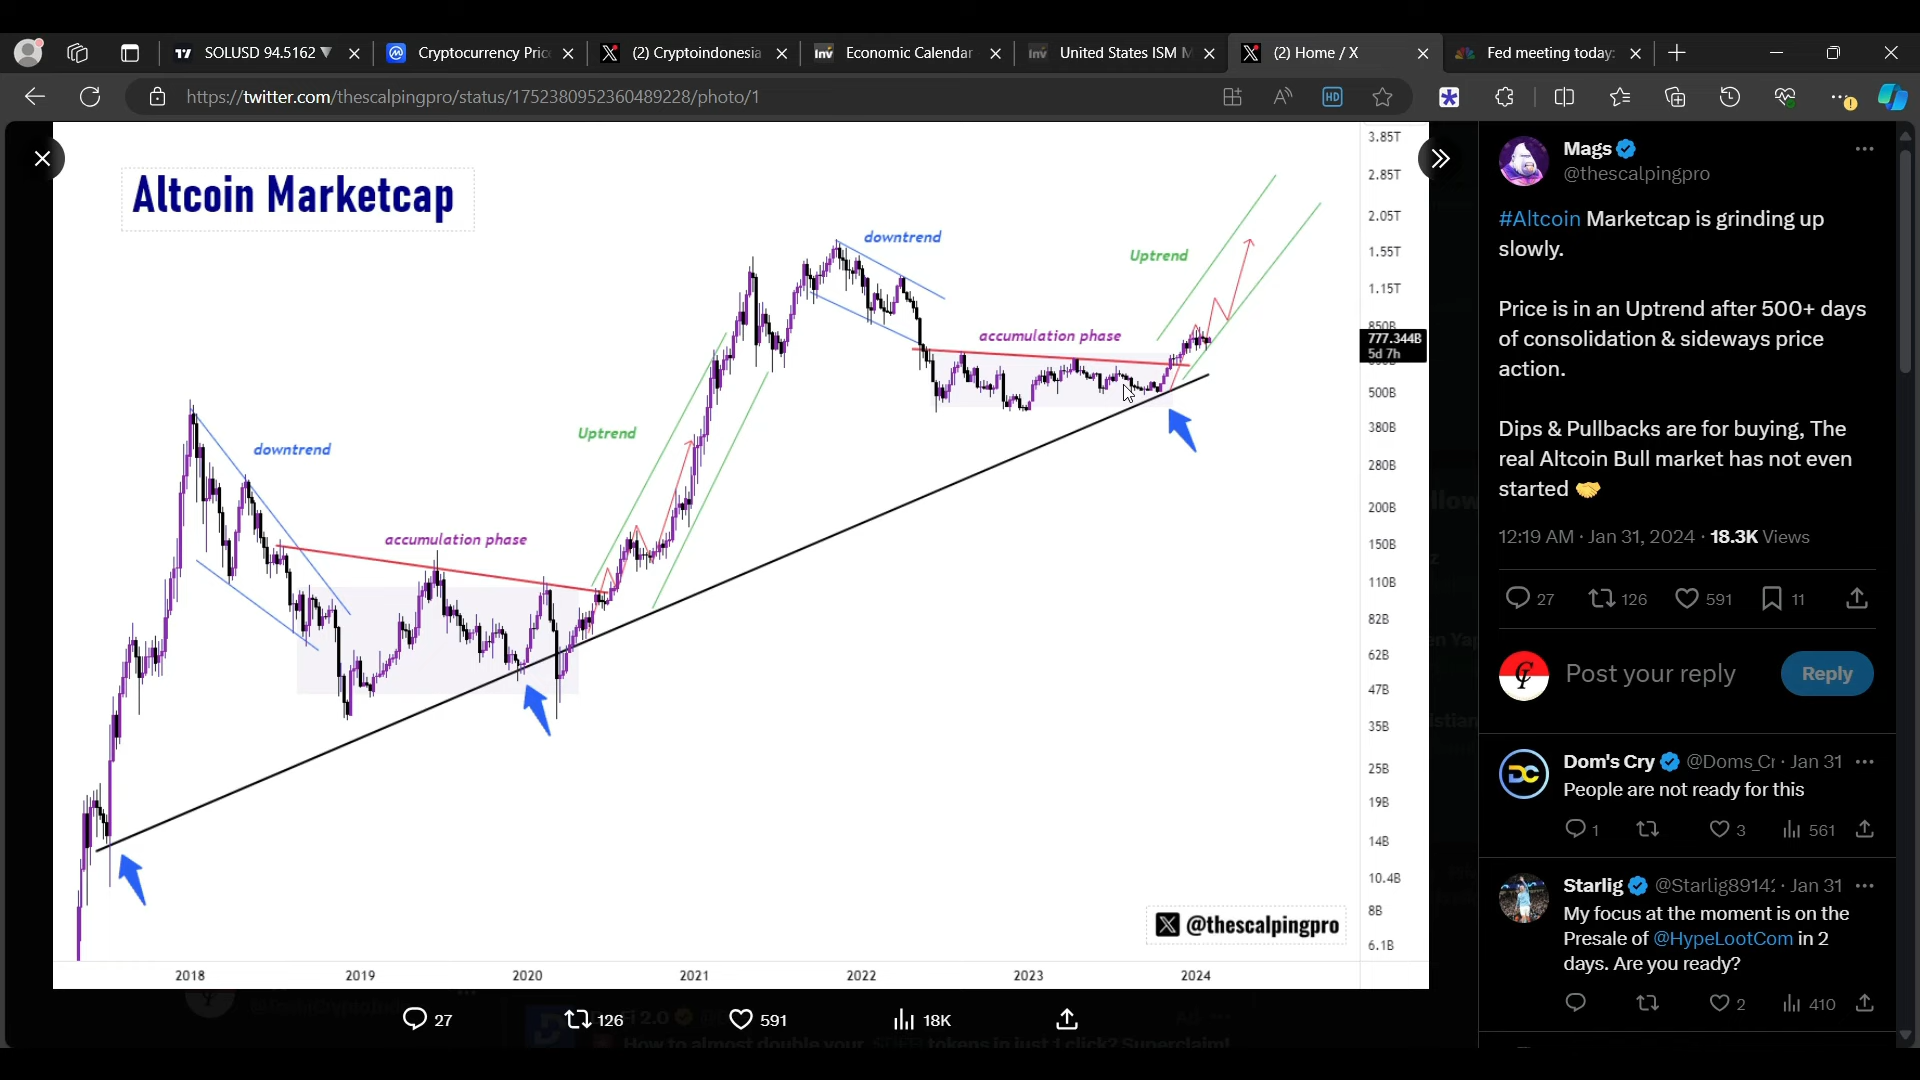 SOLUSD 94.5162
Cryptocurrency Pric
(2) Cryptoindonesia
Economic Calendar
United States ISM M
(2) Home / X
Fed meeting today:
https://twitter.com/thescalpingpro/status/1752380952360489228/photo/1
Altcoin Marketcap
downtrend
accumulation phase
Uptrend
downtrend
accumulation phase
Uptrend
3.85T
2.85T
2.05T
1.55T
1.15T
850B
777.344B
5d 7h
500B
380B
280B
200B
150B
110B
82B
62B
47B
35B
25B
19B
14B
10.4B
8B
6.1B
X @thescalpingpro
2018 2019 2020 2021 2022 2023 2024
27 126 591 18K
Mags
@thescalpingpro
#Altcoin Marketcap is grinding up
slowly.
Price is in an Uptrend after 500+ days
of consolidation & sideways price
action.
Dips & Pullbacks are for buying, The
real Altcoin Bull market has not even
started 🤝
12:19 AM · Jan 31, 2024 · 18.3K Views
27 126 591 11
Post your reply
Reply
Dom's Cry @Doms_Cr · Jan 31
People are not ready for this
1 3 561
Starlig @Starlig8914 · Jan 31
My focus at the moment is on the
Presale of @HypeLootCom in 2
days. Are you ready?
2 410